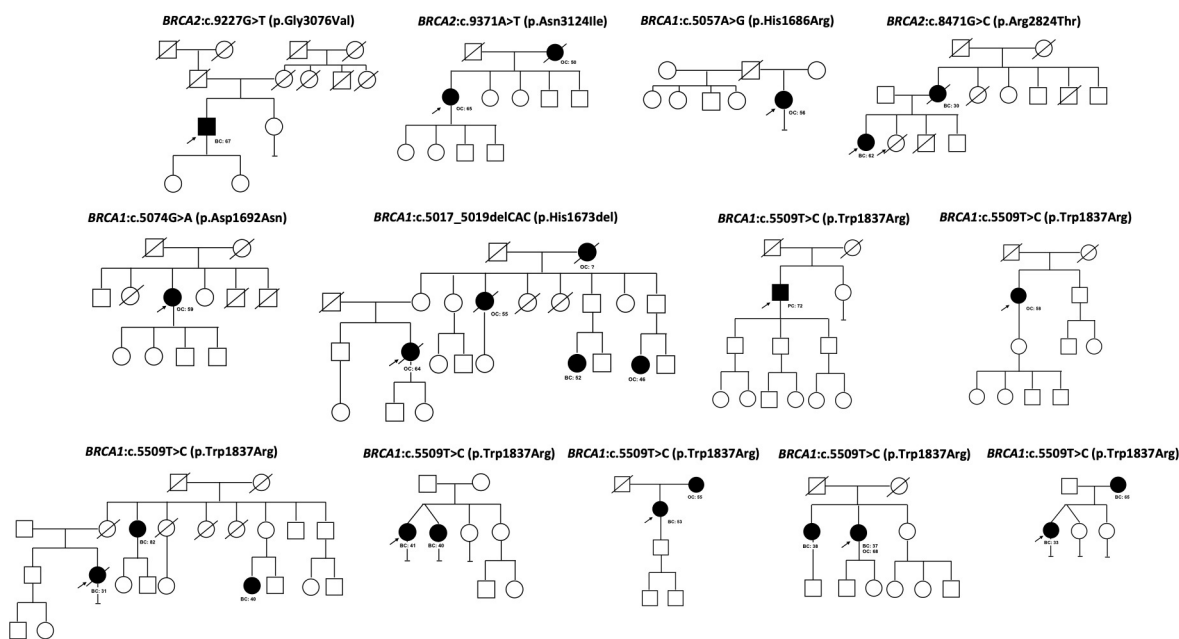 BRCA2:c.9227G>T (p.Gly3076Val)
BC: 67
BRCA2:c.9371A>T (p.Asn3124Ile)
OC: 50
OC: 65
BRCA1:c.5057A>G (p.His1686Arg)
OC: 56
BRCA2:c.8471G>C (p.Arg2824Thr)
BC: 30
BC: 52
BRCA1:c.5074G>A (p.Asp1692Asn)
OC: 59
BRCA1:c.5017_5019delCAC (p.His1673del)
OC: ?
OC: 55
OC: 64
BC: 52
OC: 46
BRCA1:c.5509T>C (p.Trp1837Arg)
PC: 72
BRCA1:c.5509T>C (p.Trp1837Arg)
OC: 58
BRCA1:c.5509T>C (p.Trp1837Arg)
BC: 62
BC: 31
BC: 40
BRCA1:c.5509T>C (p.Trp1837Arg)
BC: 41
BC: 40
BRCA1:c.5509T>C (p.Trp1837Arg)
OC: 55
BC: 53
BRCA1:c.5509T>C (p.Trp1837Arg)
BC: 38
BC: 37
OC: 68
BRCA1:c.5509T>C (p.Trp1837Arg)
BC: 65
BC: 33